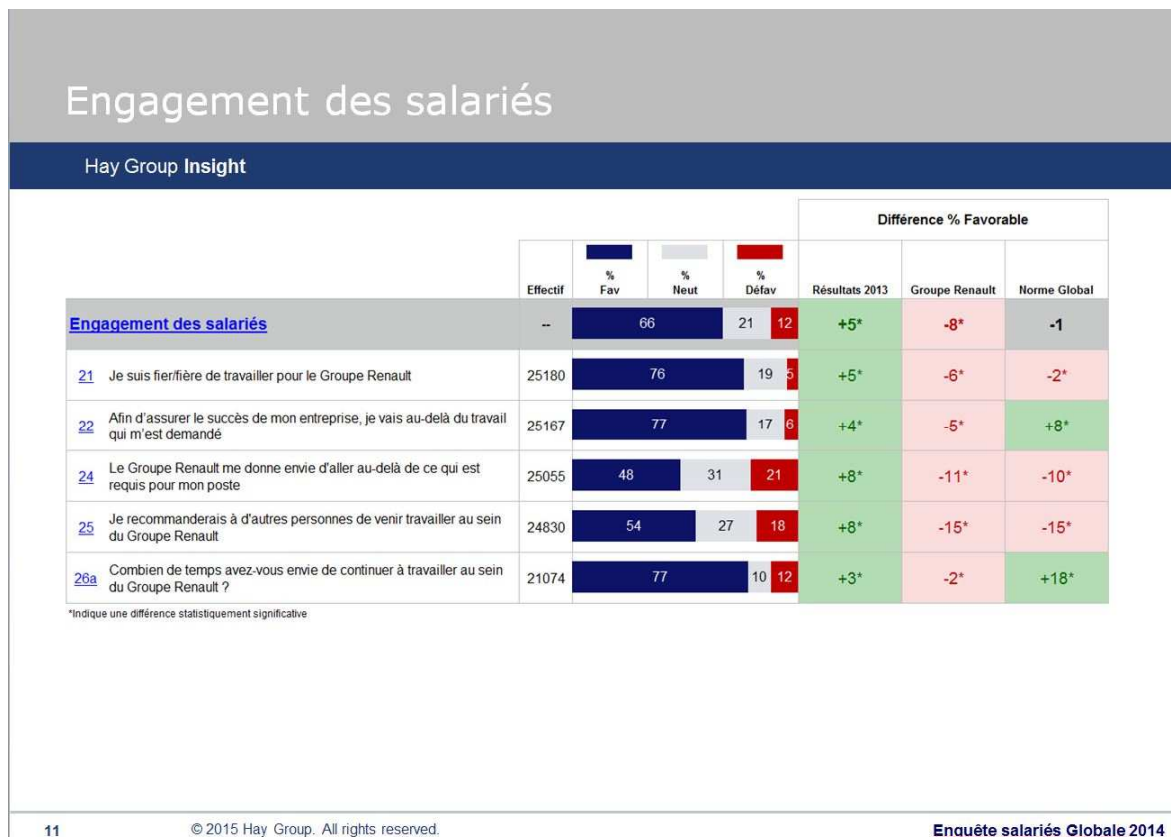 Engagement des salariés
Hay Group Insight
Différence % Favorable
Effectif
%
Fav
%
Neut
%
Défav
Résultats 2013
Groupe Renault
Norme Global
Engagement des salariés -- 66 21 12 +5* -8* -1
21 Je suis fier/fière de travailler pour le Groupe Renault 25180 76 19 5 +5* -6* -2*
22 Afin d'assurer le succès de mon entreprise, je vais au-delà du travail
qui m'est demandé 25167 77 17 6 +4* -5* +8*
24 Le Groupe Renault me donne envie d'aller au-delà de ce qui est
requis pour mon poste 25055 48 31 21 +8* -11* -10*
25 Je recommanderais à d'autres personnes de venir travailler au sein
du Groupe Renault 24830 54 27 18 +8* -15* -15*
26a Combien de temps avez-vous envie de continuer à travailler au sein
du Groupe Renault ? 21074 77 10 12 +3* -2* +18*
*Indique une différence statistiquement significative
11 © 2015 Hay Group. All rights reserved. Enquête salariés Globale 2014